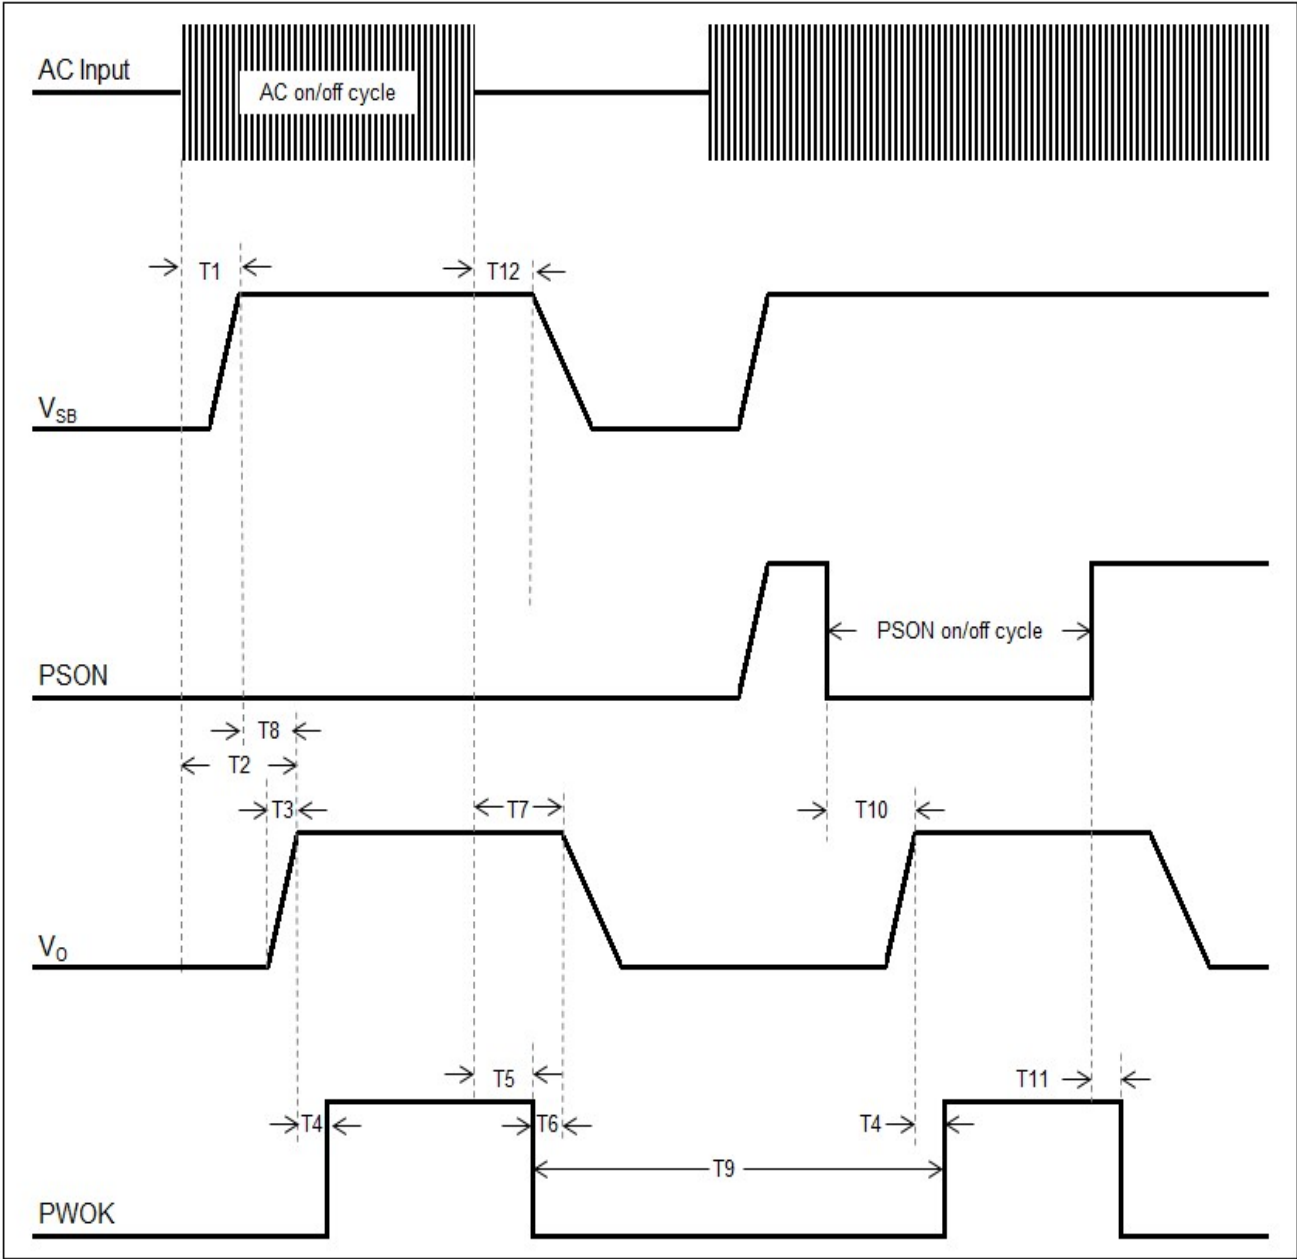 AC Input
AC on/off cycle
T1
T12
VSB
PSON on/off cycle
PSON
T8
T2
T3
T7
T10
VO
T5
T11
T4
T6
T4
T9
PWOK